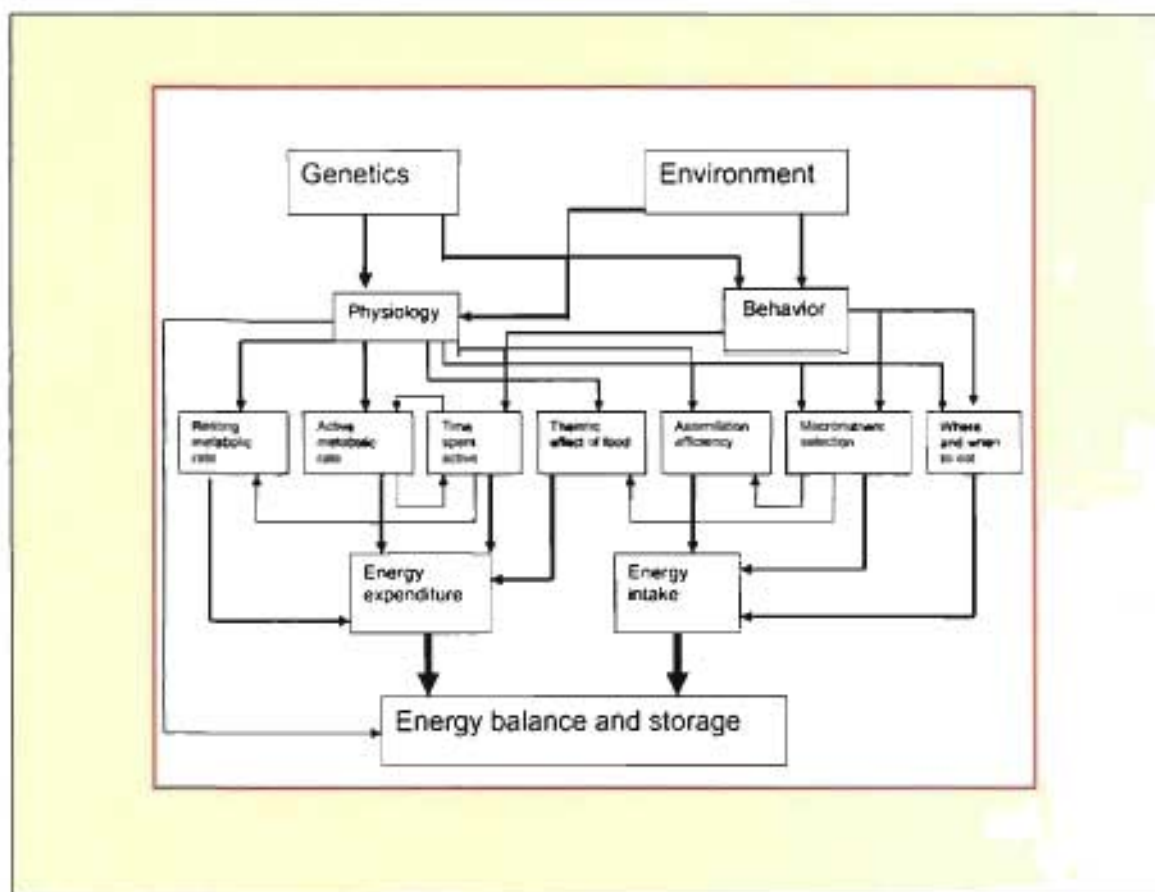 Genetics
Environment
Physiology
Behavior
Resting
metabolic
rate
Active
metabolic
rate
Time
spent
active
Thermic
effect of food
Assimilation
efficiency
Macronutrient
selection
Where
and when
to eat
Energy
expenditure
Energy
intake
Energy balance and storage